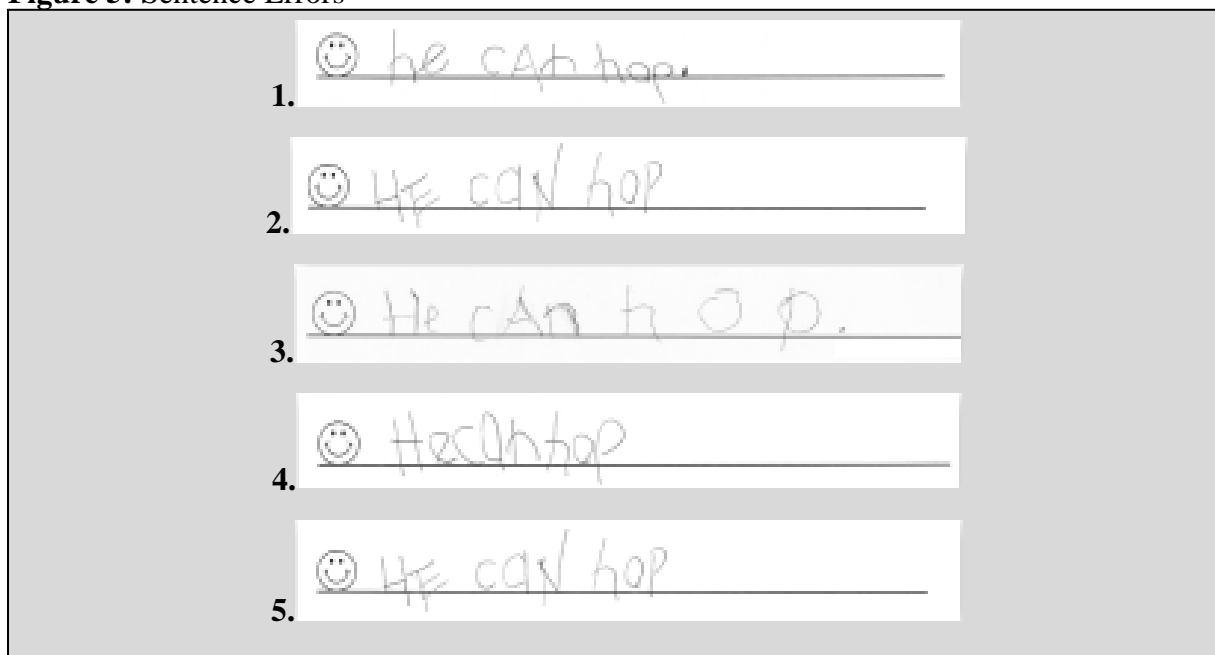 Figure 5: Sentence Errors
1. he cAn hop.
2. HE caN hop
3. He cAn h o p.
4. Hecanhop
5. HE caN hop